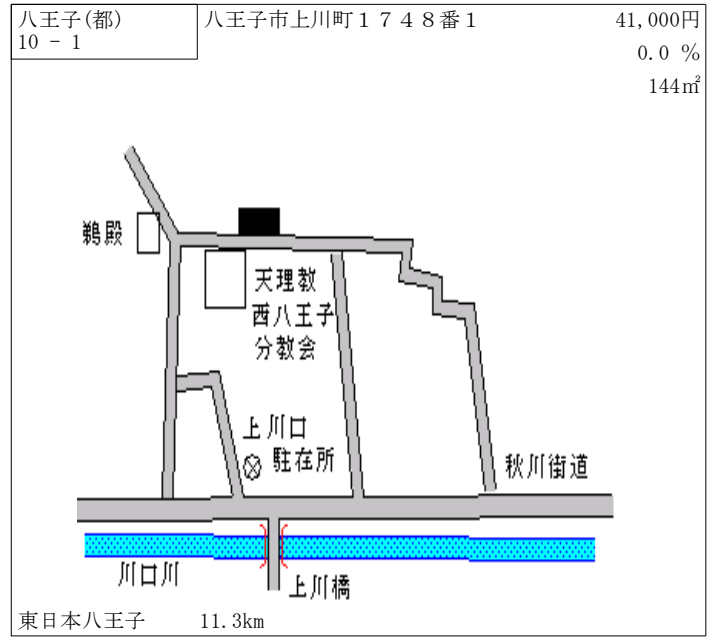 八王子(都)
10 - 1
八王子市上川町１７４８番１
41,000円
0.0 %
144㎡
鵜殿
天理教
西八王子
分教会
上川口
駐在所
秋川街道
川口川
上川橋
東日本八王子
11.3km